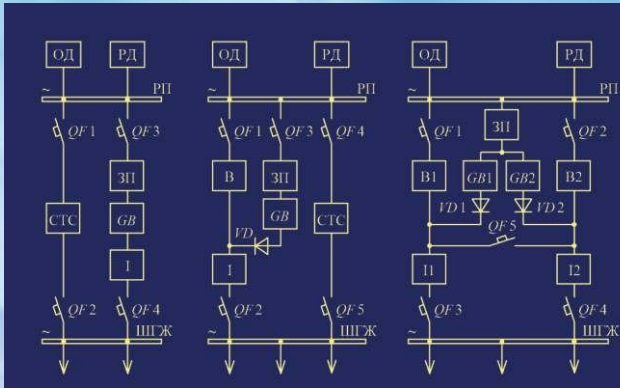 ОД РД ОД РД ОД РД
~ РП ~ РП ~ РП
QF1 QF3 QF1 QF3 QF4 QF1 ЗП QF2
ЗП В ЗП В1 GB1 GB2 В2
СТС GB VD GB СТС VD1 VD2
QF5
I I I1 I2
QF2 QF4 QF2 QF5 QF3 QF4
~ ШГЖ ~ ШГЖ ~ ШГЖ